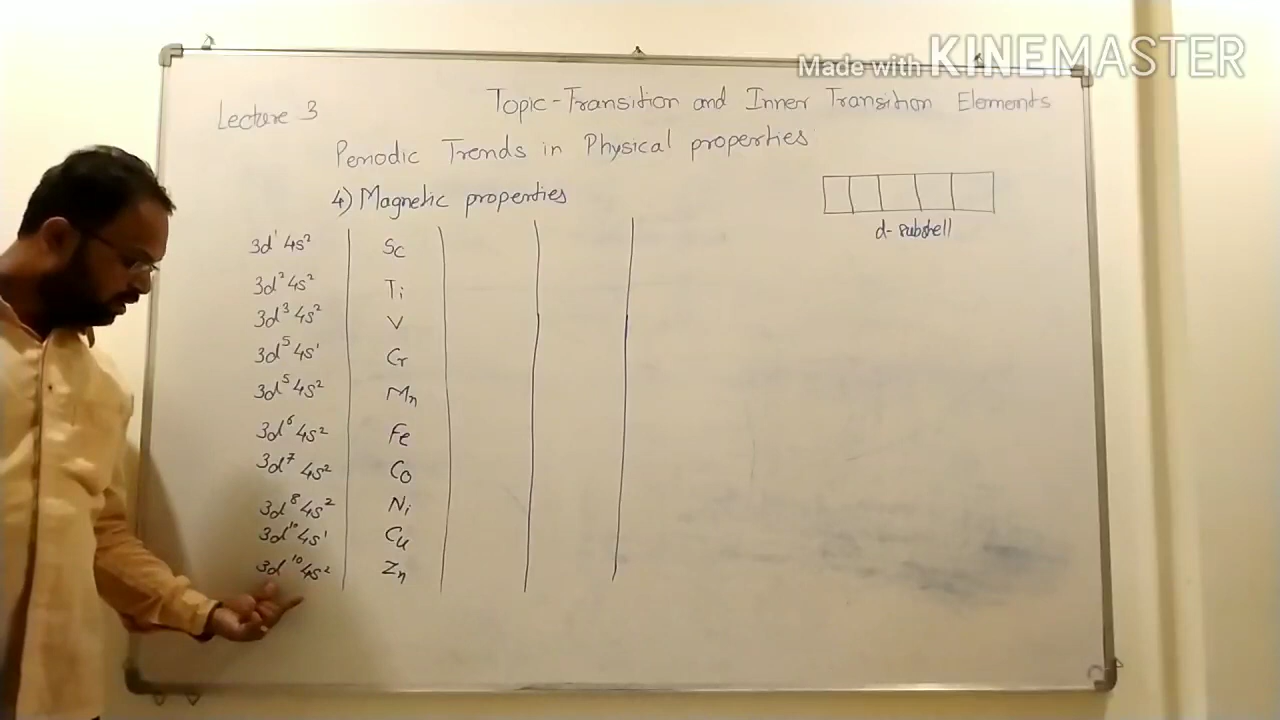 Made with KINEMASTER
Lecture 3
Topic-Transition and Inner Transition Elements
Periodic Trends in Physical properties
4) Magnetic properties
d-subshell
3d¹ 4s² Sc
3d² 4s² Ti
3d³ 4s² V
3d⁵ 4s¹ Cr
3d⁵ 4s² Mn
3d⁶ 4s² Fe
3d⁷ 4s² Co
3d⁸ 4s² Ni
3d¹⁰ 4s¹ Cu
3d¹⁰ 4s² Zn